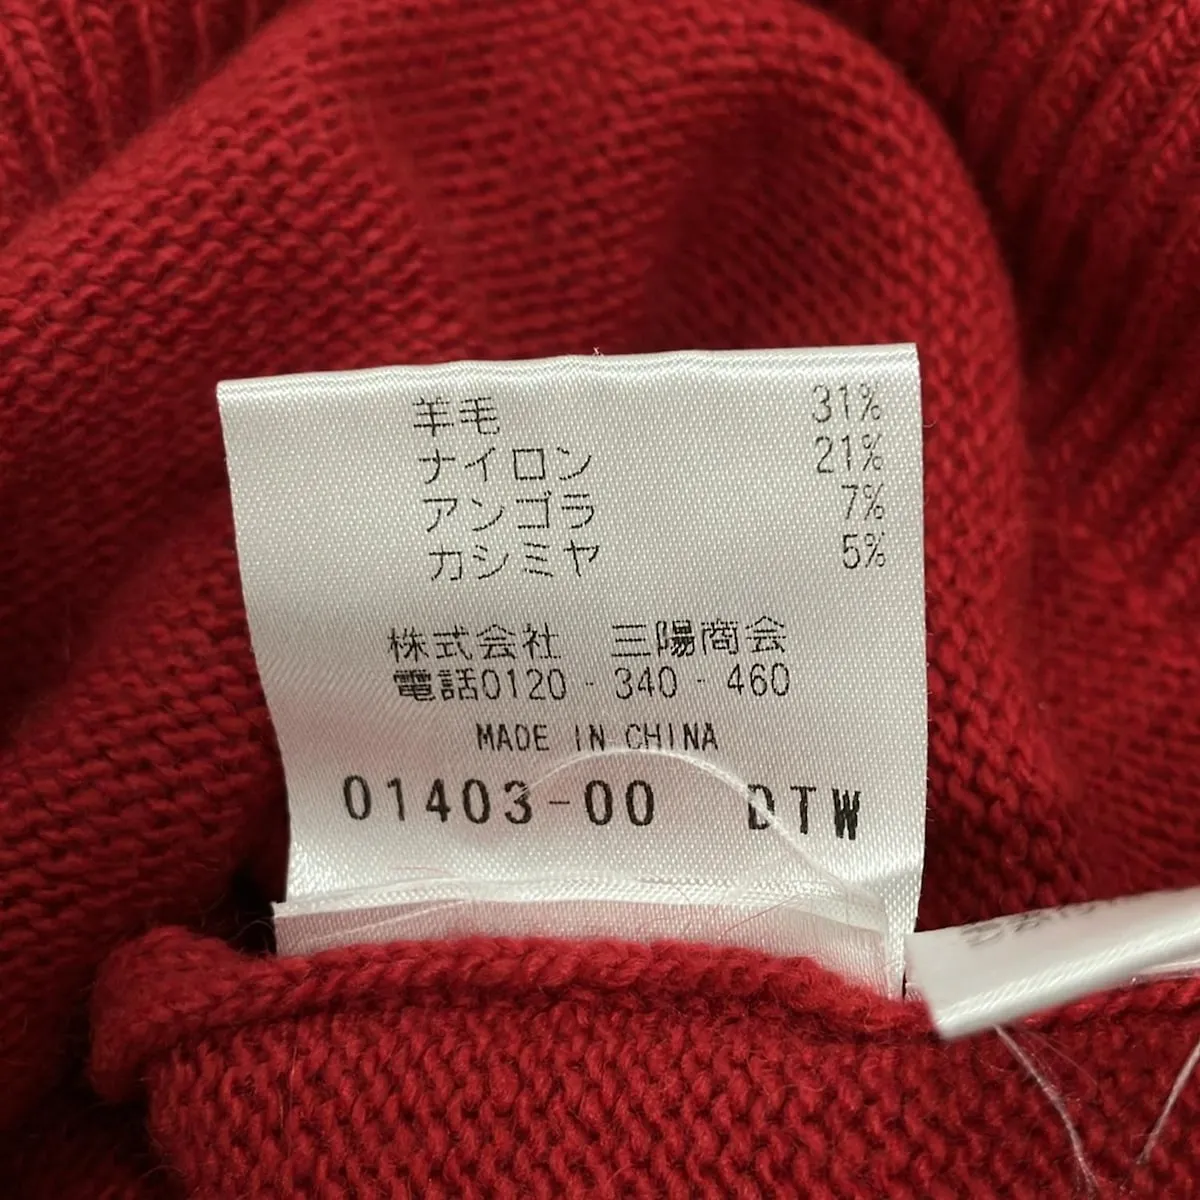 羊毛 31%
ナイロン 21%
アンゴラ 7%
カシミヤ 5%
株式会社 三陽商会
電話0120-340-460
MADE IN CHINA
01403-00 DTW